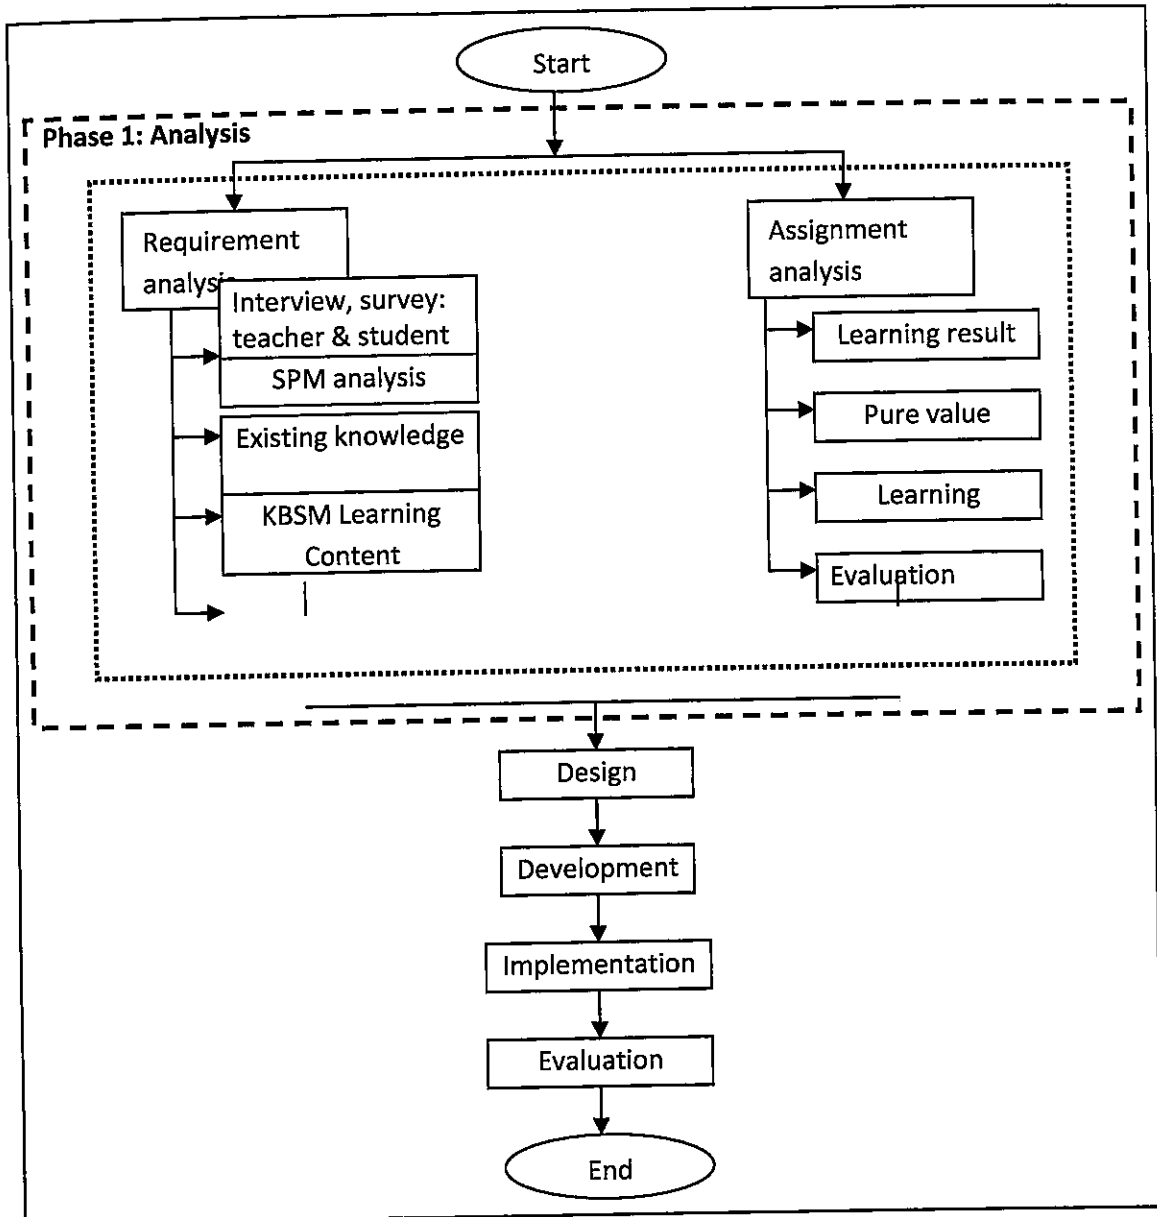 Start
Phase 1: Analysis
Requirement
analysis
Interview, survey:
teacher & student
SPM analysis
Existing knowledge
KBSM Learning
Content
Assignment
analysis
Learning result
Pure value
Learning
Evaluation
Design
Development
Implementation
Evaluation
End